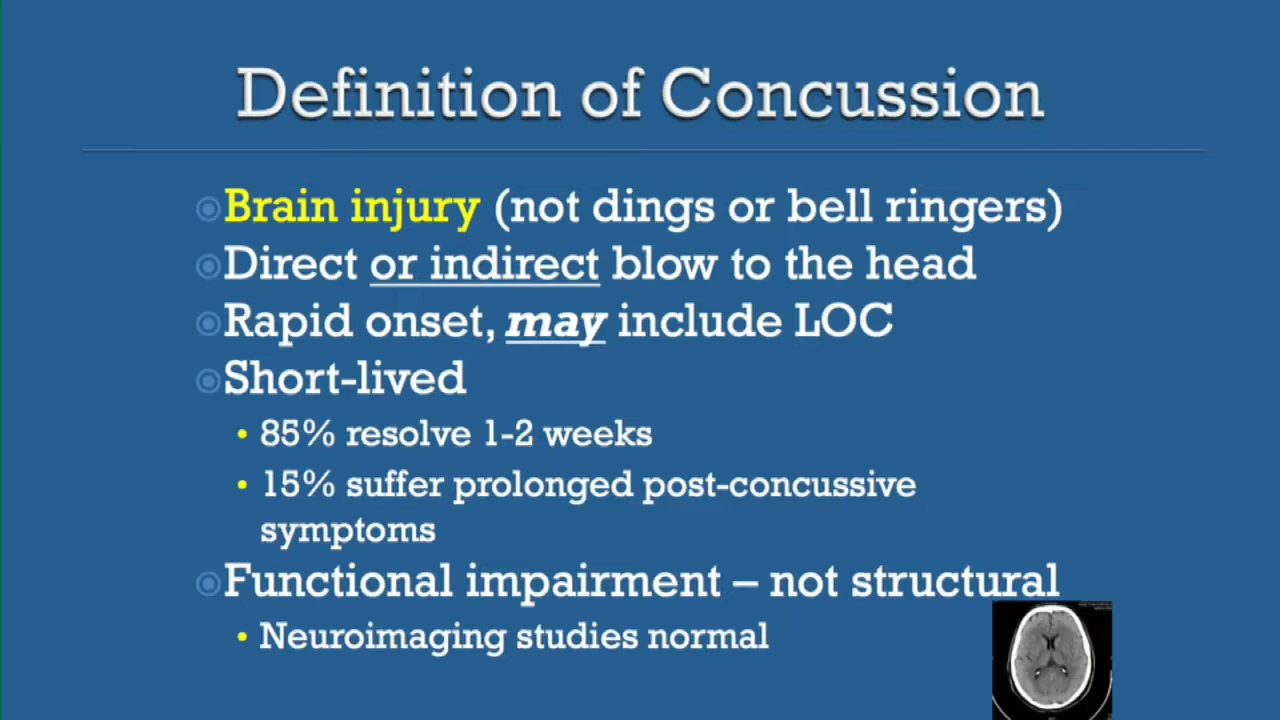 Definition of Concussion
Brain injury (not dings or bell ringers)
Direct or indirect blow to the head
Rapid onset, may include LOC
Short-lived
85% resolve 1-2 weeks
15% suffer prolonged post-concussive
symptoms
Functional impairment – not structural
Neuroimaging studies normal